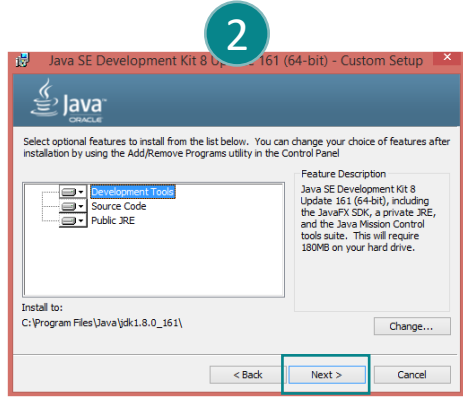 2
Java SE Development Kit 8 Up 161 (64-bit) - Custom Setup
Java
ORACLE
Select optional features to install from the list below. You can change your choice of features after
installation by using the Add/Remove Programs utility in the Control Panel
Feature Description
Development Tools
Source Code
Public JRE
Java SE Development Kit 8
Update 161 (64-bit), including
the JavaFX SDK, a private JRE,
and the Java Mission Control
tools suite. This will require
180MB on your hard drive.
Install to:
C:\Program Files\Java\jdk1.8.0_161\
Change...
< Back
Next >
Cancel